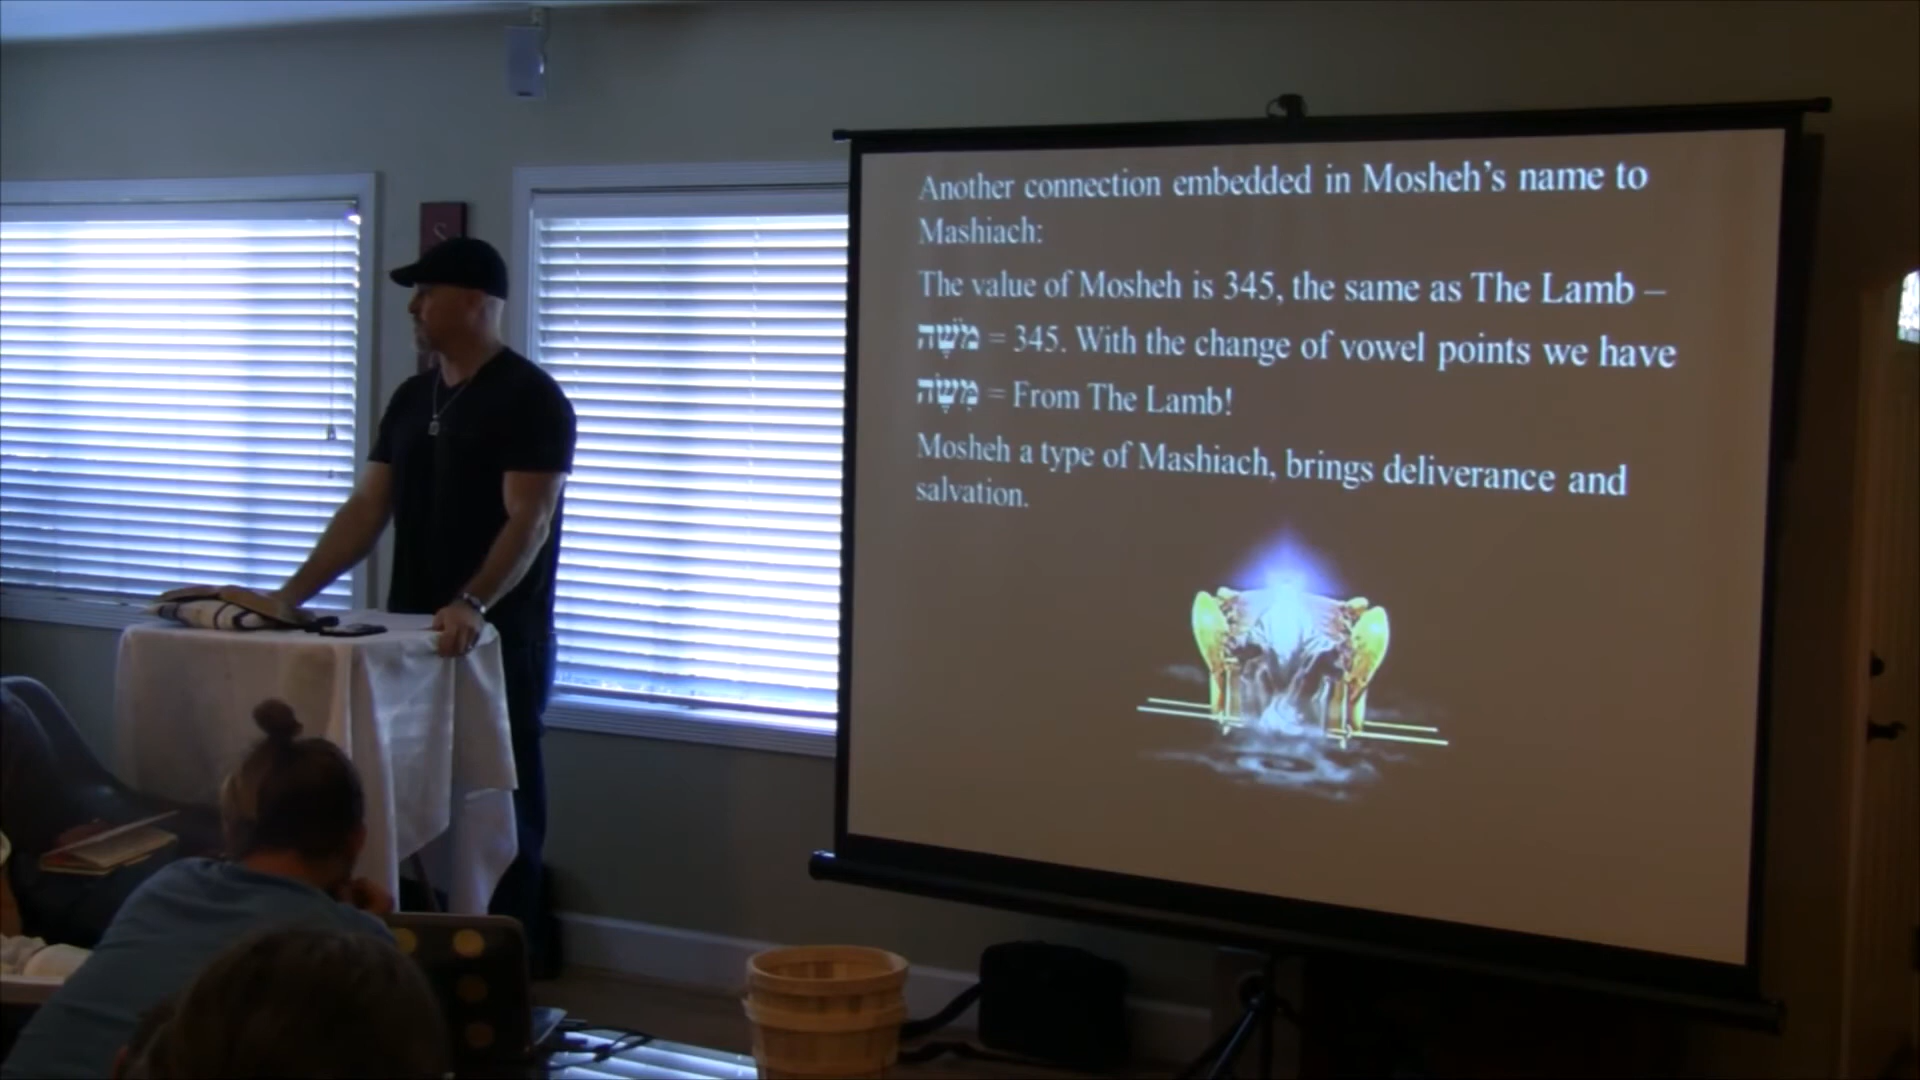 Another connection embedded in Mosheh's name to
Mashiach:
The value of Mosheh is 345, the same as The Lamb –
מֹשֶׁה = 345. With the change of vowel points we have
מִשֶׂה = From The Lamb!
Mosheh a type of Mashiach, brings deliverance and
salvation.
S